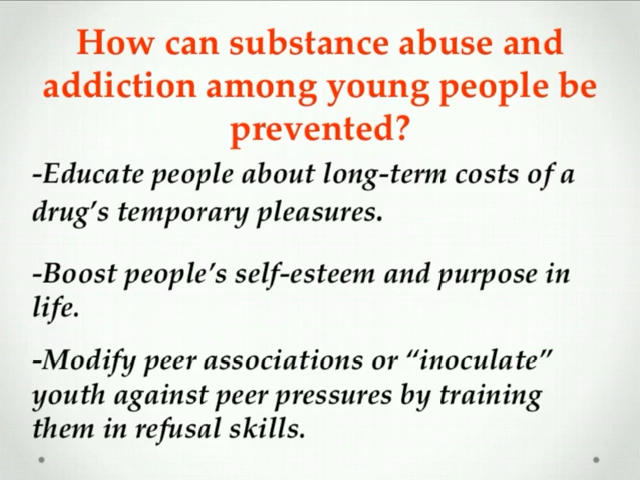 How can substance abuse and
addiction among young people be
prevented?
-Educate people about long-term costs of a
drug’s temporary pleasures.
-Boost people’s self-esteem and purpose in
life.
-Modify peer associations or “inoculate”
youth against peer pressures by training
them in refusal skills.